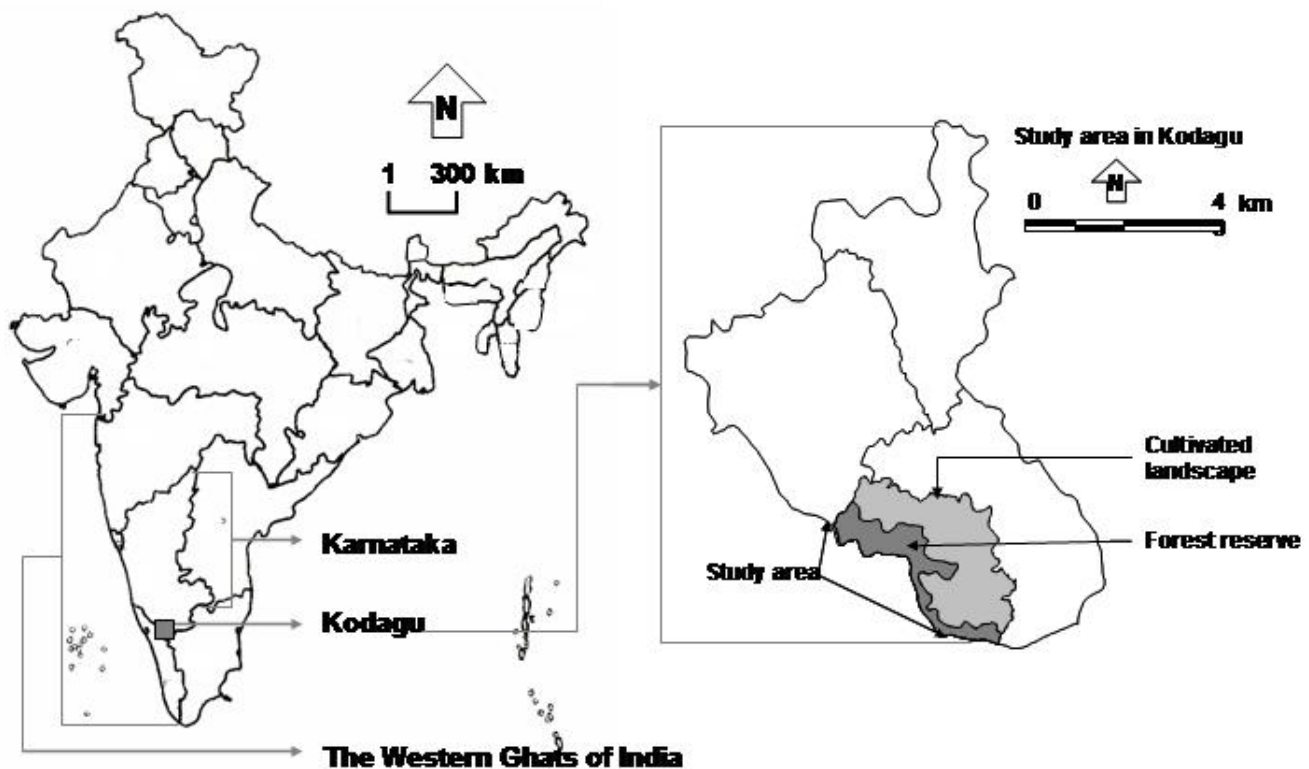 N
1 300 km
Karnataka
Kodagu
The Western Ghats of India
Study area in Kodagu
N
0 4 km
Cultivated
landscape
Forest reserve
Study area